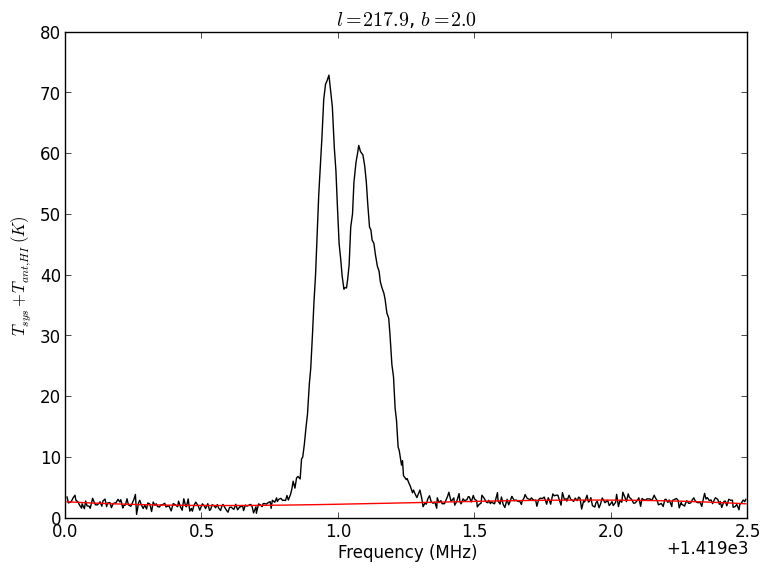 l = 217.9, b = 2.0
80
70
60
50
40
30
20
10
0
T_sys + T_ant,HI (K)
0.0 0.5 1.0 1.5 2.0 2.5
Frequency (MHz)
+1.419e3